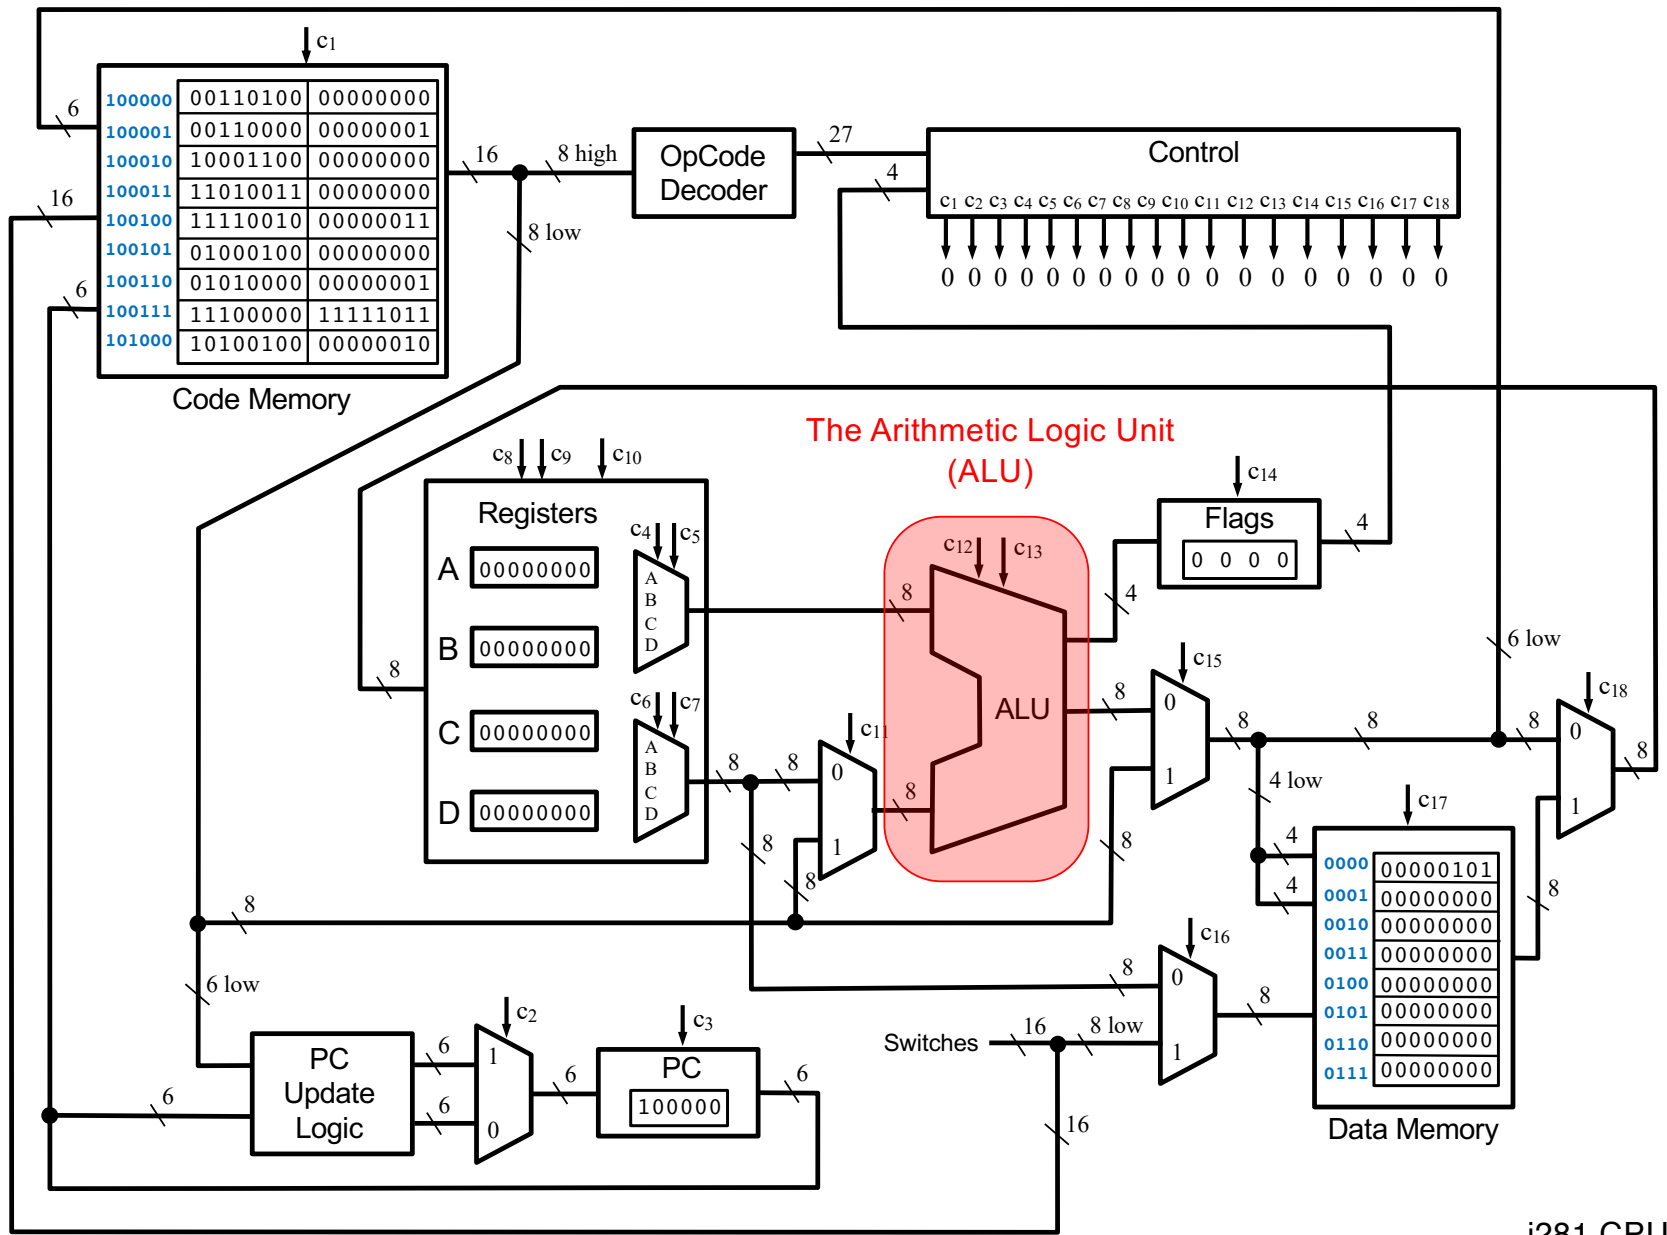 c1
6
100000 00110100 00000000
100001 00110000 00000001
100010 10001100 00000000
100011 11010011 00000000
100100 11110010 00000011
100101 01000100 00000000
100110 01010000 00000001
100111 11100000 11111011
101000 10100100 00000010
16
6
Code Memory
16
8 high
8 low
OpCode
Decoder
27
4
Control
c1 c2 c3 c4 c5 c6 c7 c8 c9 c10 c11 c12 c13 c14 c15 c16 c17 c18
0 0 0 0 0 0 0 0 0 0 0 0 0 0 0 0 0 0
The Arithmetic Logic Unit
(ALU)
c8 c9 c10
Registers
A 00000000
B 00000000
C 00000000
D 00000000
8
c4 c5
A
B
C
D
c6 c7
A
B
C
D
8
8
8
c11
0
1
8
8
8
c12 c13
ALU
4
8
c14
Flags
0 0 0 0
4
c15
0
1
8
8
8
6 low
8
c18
0
1
8
4 low
4
4
c17
0000 00000101
0001 00000000
0010 00000000
0011 00000000
0100 00000000
0101 00000000
0110 00000000
0111 00000000
Data Memory
8
8
6 low
PC
Update
Logic
6
6
6
c2
1
0
6
c3
PC
100000
6
Switches
16
8 low
16
8
c16
0
1
8
i281 CPU